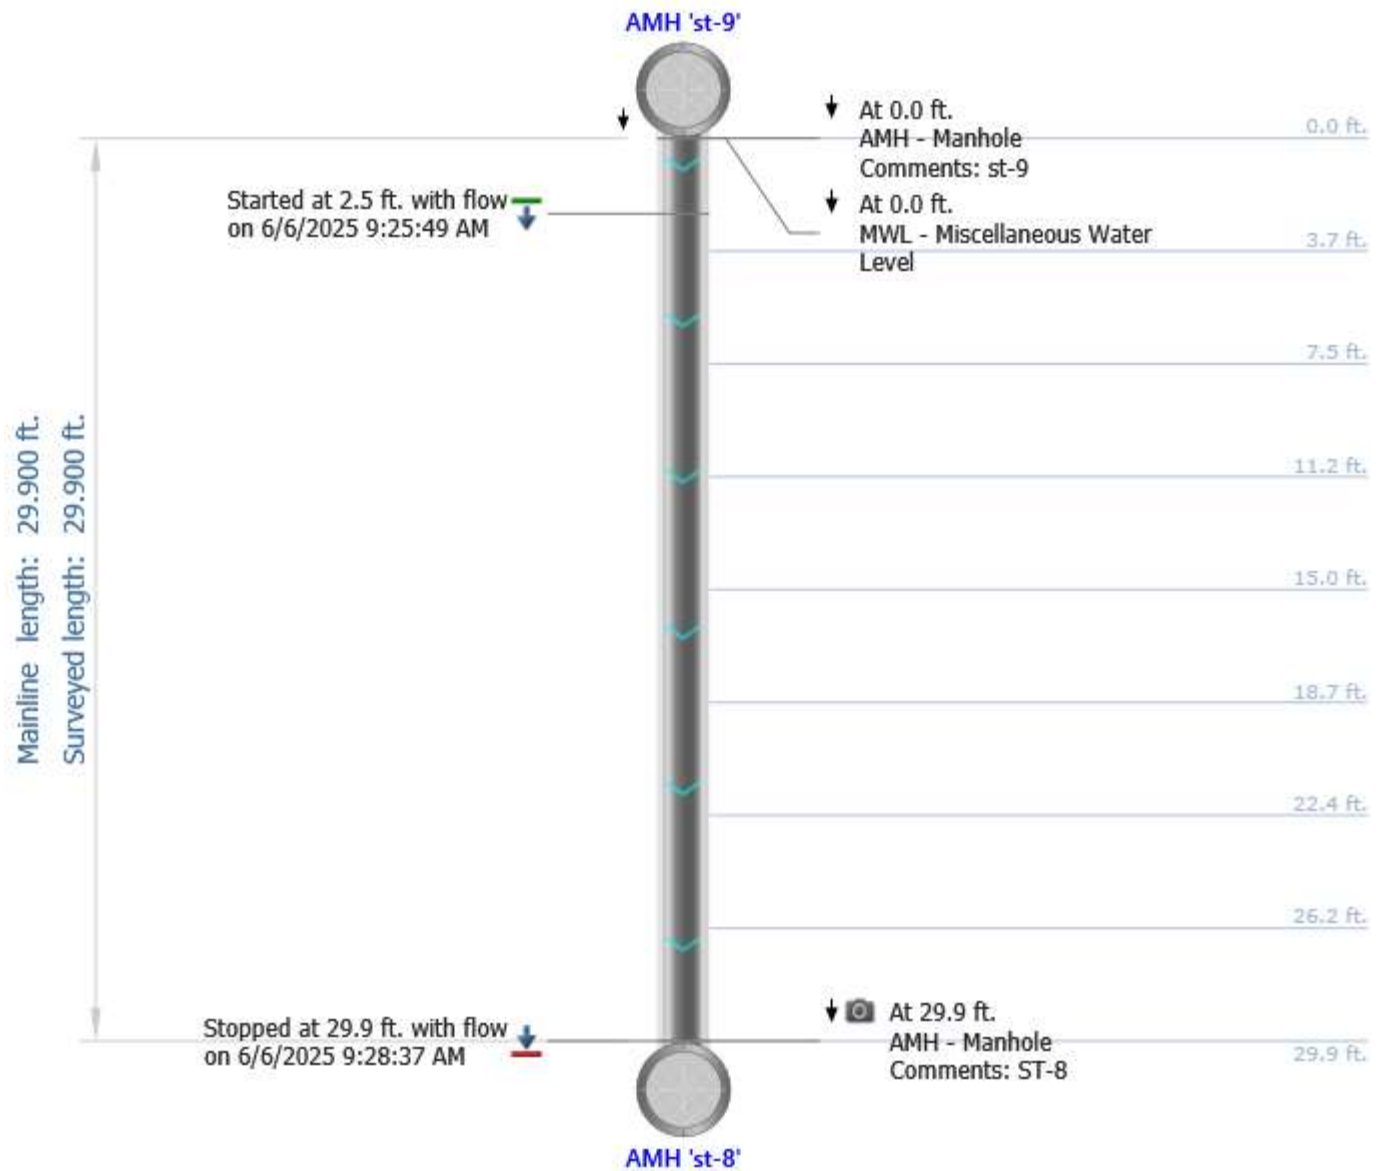 AMH 'st-9'
At 0.0 ft.
AMH - Manhole
Comments: st-9
0.0 ft.
Started at 2.5 ft. with flow
on 6/6/2025 9:25:49 AM
At 0.0 ft.
MWL - Miscellaneous Water
Level
3.7 ft.
7.5 ft.
11.2 ft.
15.0 ft.
18.7 ft.
22.4 ft.
26.2 ft.
Mainline length: 29.900 ft.
Surveyed length: 29.900 ft.
Stopped at 29.9 ft. with flow
on 6/6/2025 9:28:37 AM
At 29.9 ft.
AMH - Manhole
Comments: ST-8
29.9 ft.
AMH 'st-8'